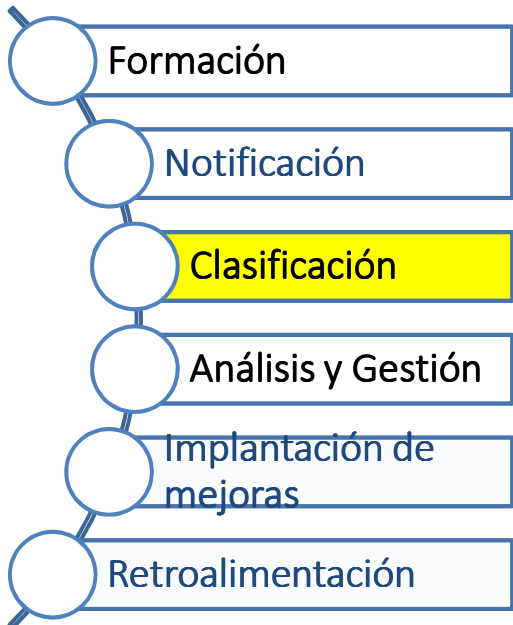 Formación
Notificación
Clasificación
Análisis y Gestión
Implantación de
mejoras
Retroalimentación